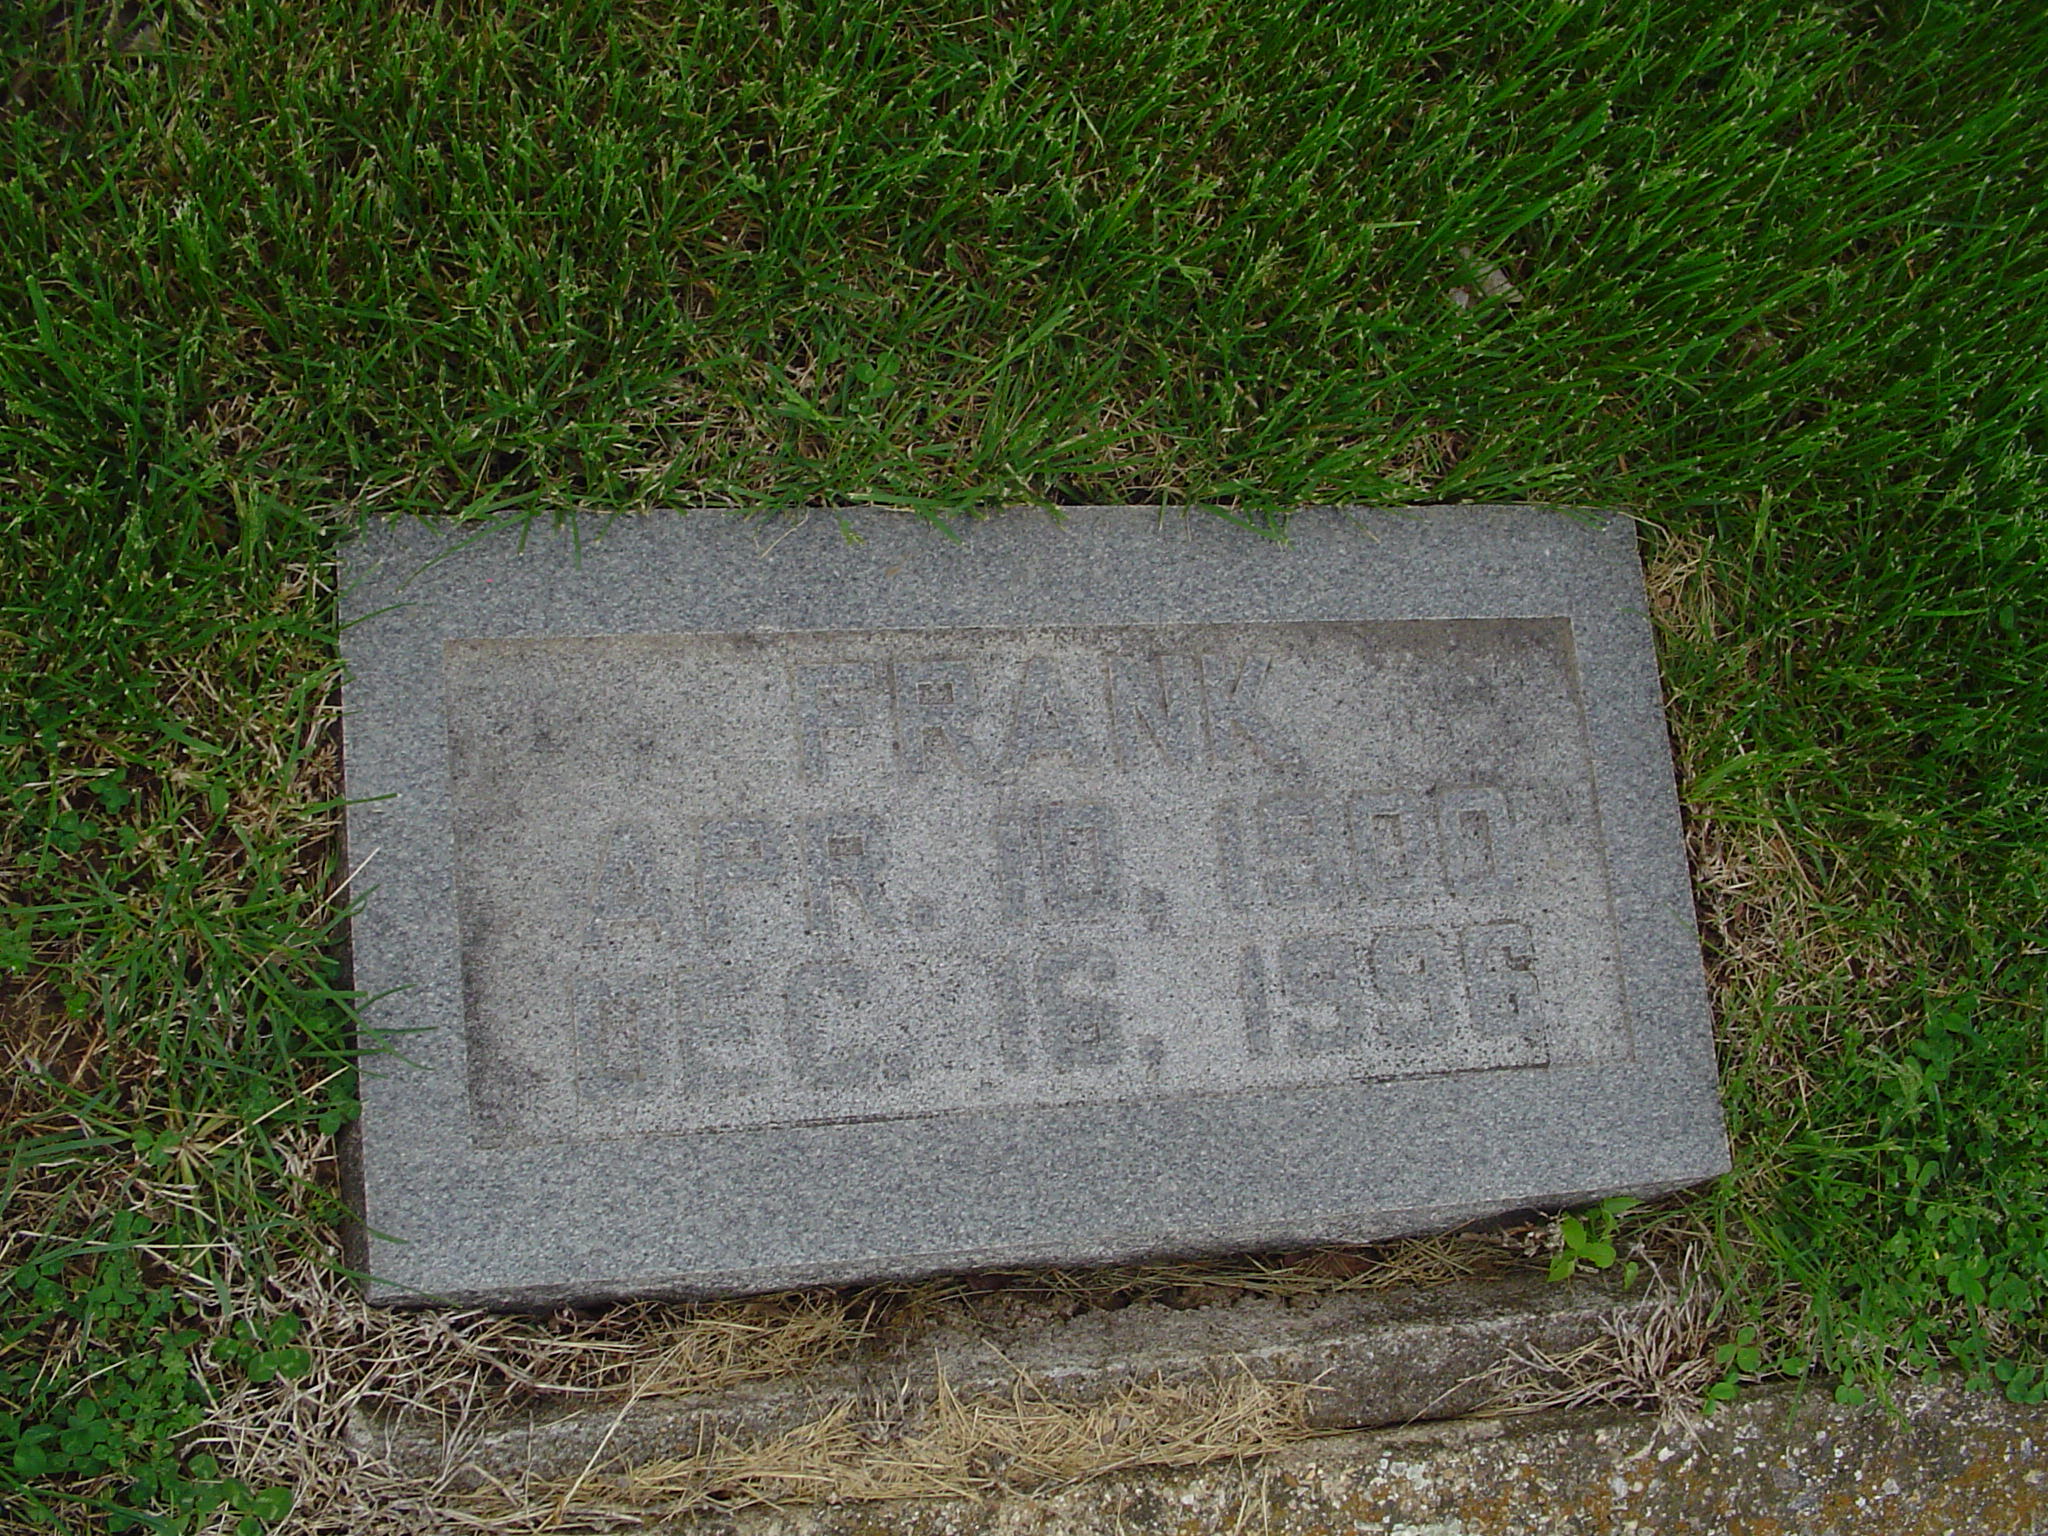 FRANK
APR. 10, 1900
DEC. 16, 1996